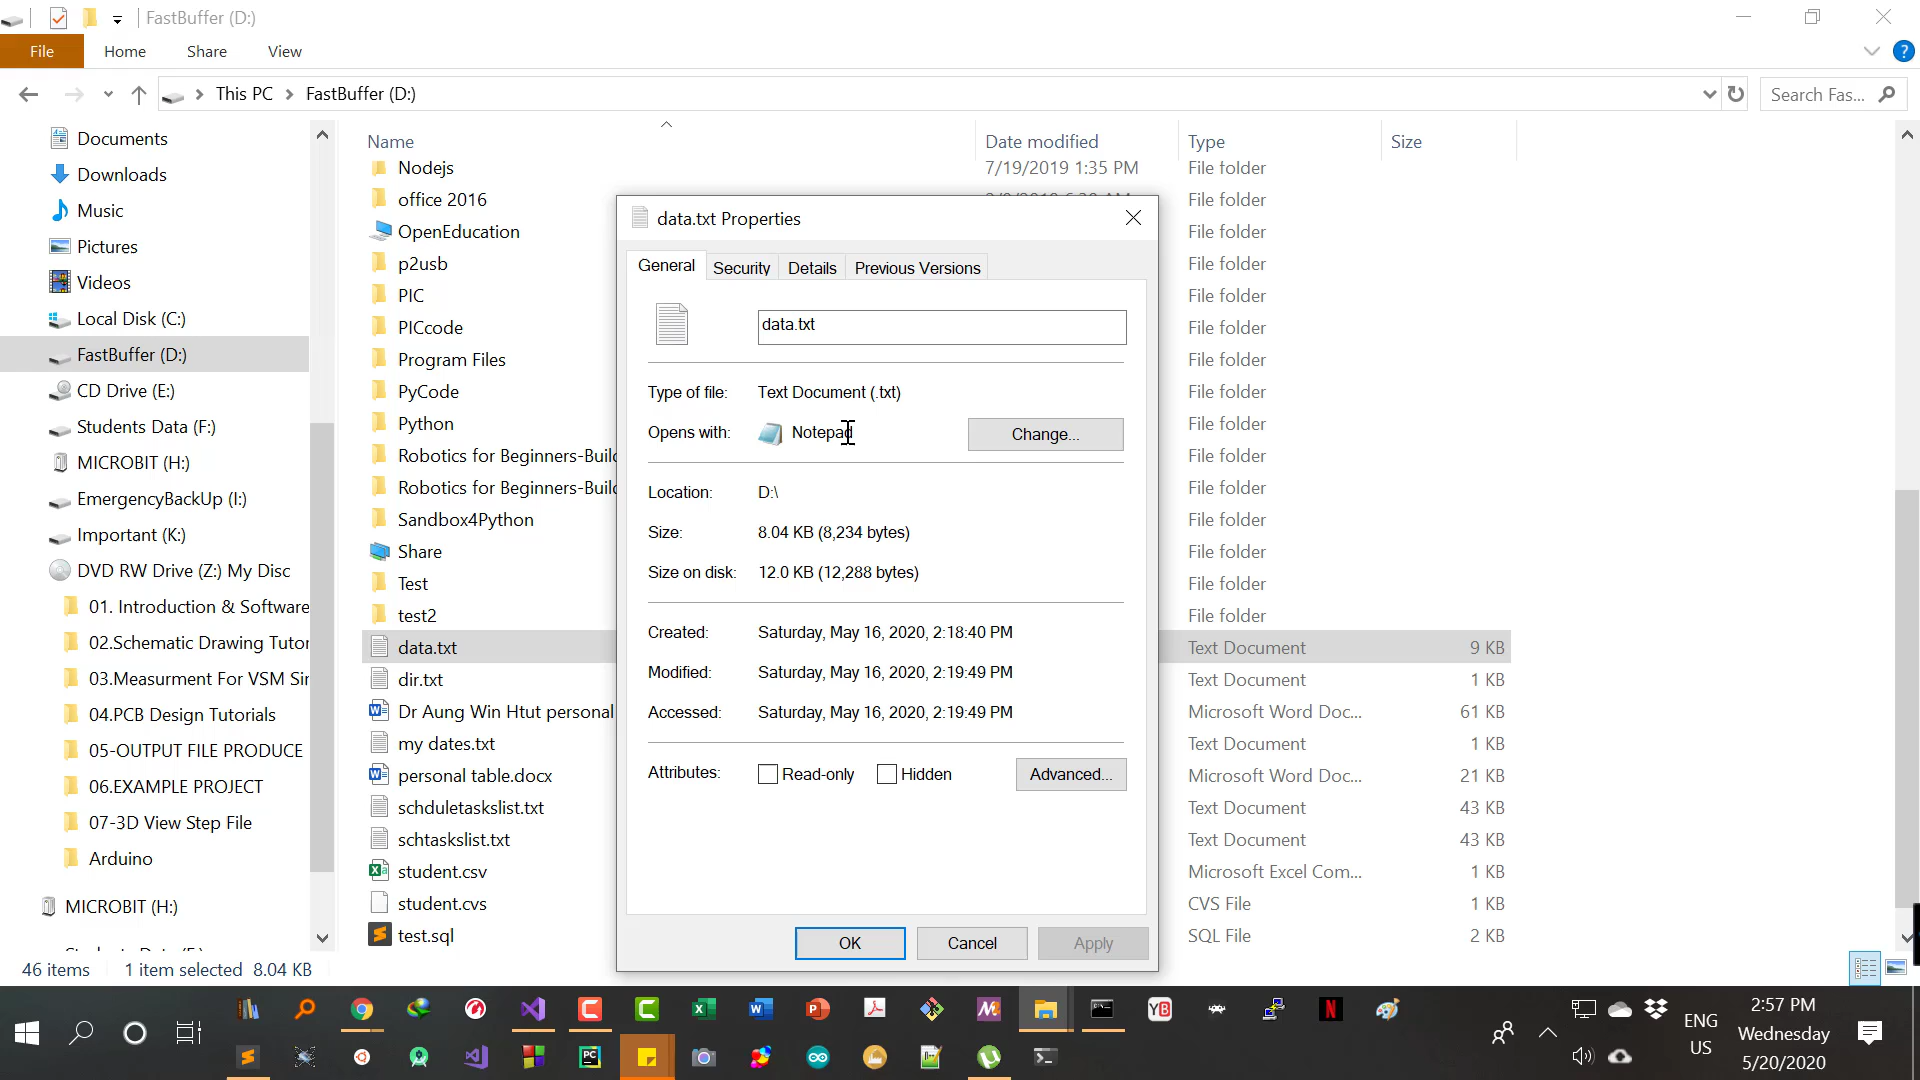 FastBuffer (D:)
File Home Share View
This PC FastBuffer (D:)
Search Fas...
Documents
Downloads
Music
Pictures
Videos
Local Disk (C:)
FastBuffer (D:)
CD Drive (E:)
Students Data (F:)
MICROBIT (H:)
EmergencyBackUp (I:)
Important (K:)
DVD RW Drive (Z:) My Disc
01. Introduction & Software
02.Schematic Drawing Tutor
03.Measurment For VSM Sir
04.PCB Design Tutorials
05-OUTPUT FILE PRODUCE
06.EXAMPLE PROJECT
07-3D View Step File
Arduino
MICROBIT (H:)
Name Date modified Type Size
Nodejs 7/19/2019 1:35 PM File folder
office 2016 File folder
OpenEducation File folder
p2usb File folder
PIC File folder
PICcode File folder
Program Files File folder
PyCode File folder
Python File folder
Robotics for Beginners-Build File folder
Robotics for Beginners-Build File folder
Sandbox4Python File folder
Share File folder
Test File folder
test2 File folder
data.txt Text Document 9 KB
dir.txt Text Document 1 KB
Dr Aung Win Htut personal Microsoft Word Doc... 61 KB
my dates.txt Text Document 1 KB
personal table.docx Microsoft Word Doc... 21 KB
schduletaskslist.txt Text Document 43 KB
schtaskslist.txt Text Document 43 KB
student.csv Microsoft Excel Com... 1 KB
student.cvs CVS File 1 KB
test.sql SQL File 2 KB
data.txt Properties
General Security Details Previous Versions
data.txt
Type of file: Text Document (.txt)
Opens with: Notepad Change...
Location: D:\
Size: 8.04 KB (8,234 bytes)
Size on disk: 12.0 KB (12,288 bytes)
Created: Saturday, May 16, 2020, 2:18:40 PM
Modified: Saturday, May 16, 2020, 2:19:49 PM
Accessed: Saturday, May 16, 2020, 2:19:49 PM
Attributes: Read-only Hidden Advanced...
OK Cancel Apply
46 items 1 item selected 8.04 KB
ENG
US
2:57 PM
Wednesday
5/20/2020